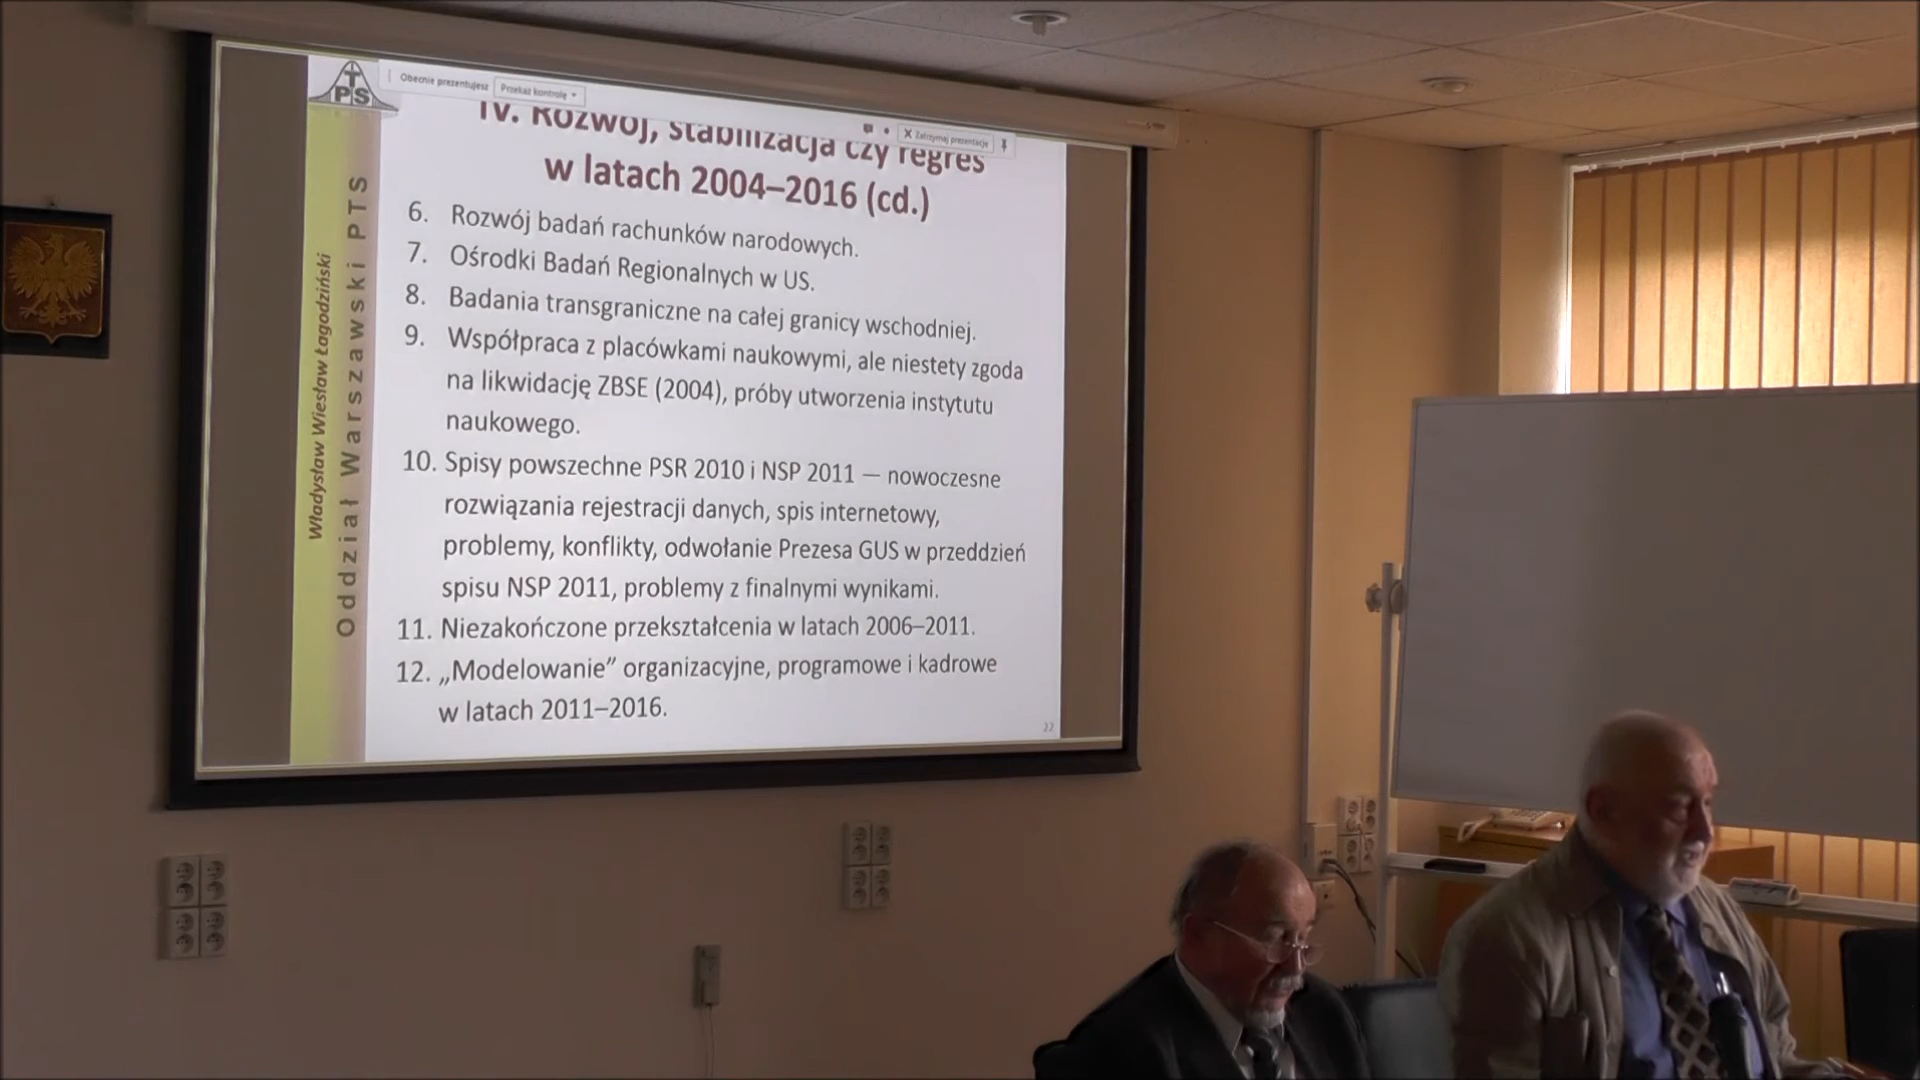 TPS
Obecnie prezentujesz
Przekaż kontrolę
Zatrzymaj prezentację
IV. Rozwój, stabilizacja czy regres
w latach 2004–2016 (cd.)
Władysław Wiesław Łagodziński
Oddział Warszawski PTS
6. Rozwój badań rachunków narodowych.
7. Ośrodki Badań Regionalnych w US.
8. Badania transgraniczne na całej granicy wschodniej.
9. Współpraca z placówkami naukowymi, ale niestety zgoda
na likwidację ZBSE (2004), próby utworzenia instytutu
naukowego.
10. Spisy powszechne PSR 2010 i NSP 2011 — nowoczesne
rozwiązania rejestracji danych, spis internetowy,
problemy, konflikty, odwołanie Prezesa GUS w przeddzień
spisu NSP 2011, problemy z finalnymi wynikami.
11. Niezakończone przekształcenia w latach 2006–2011.
12. „Modelowanie” organizacyjne, programowe i kadrowe
w latach 2011–2016.
22